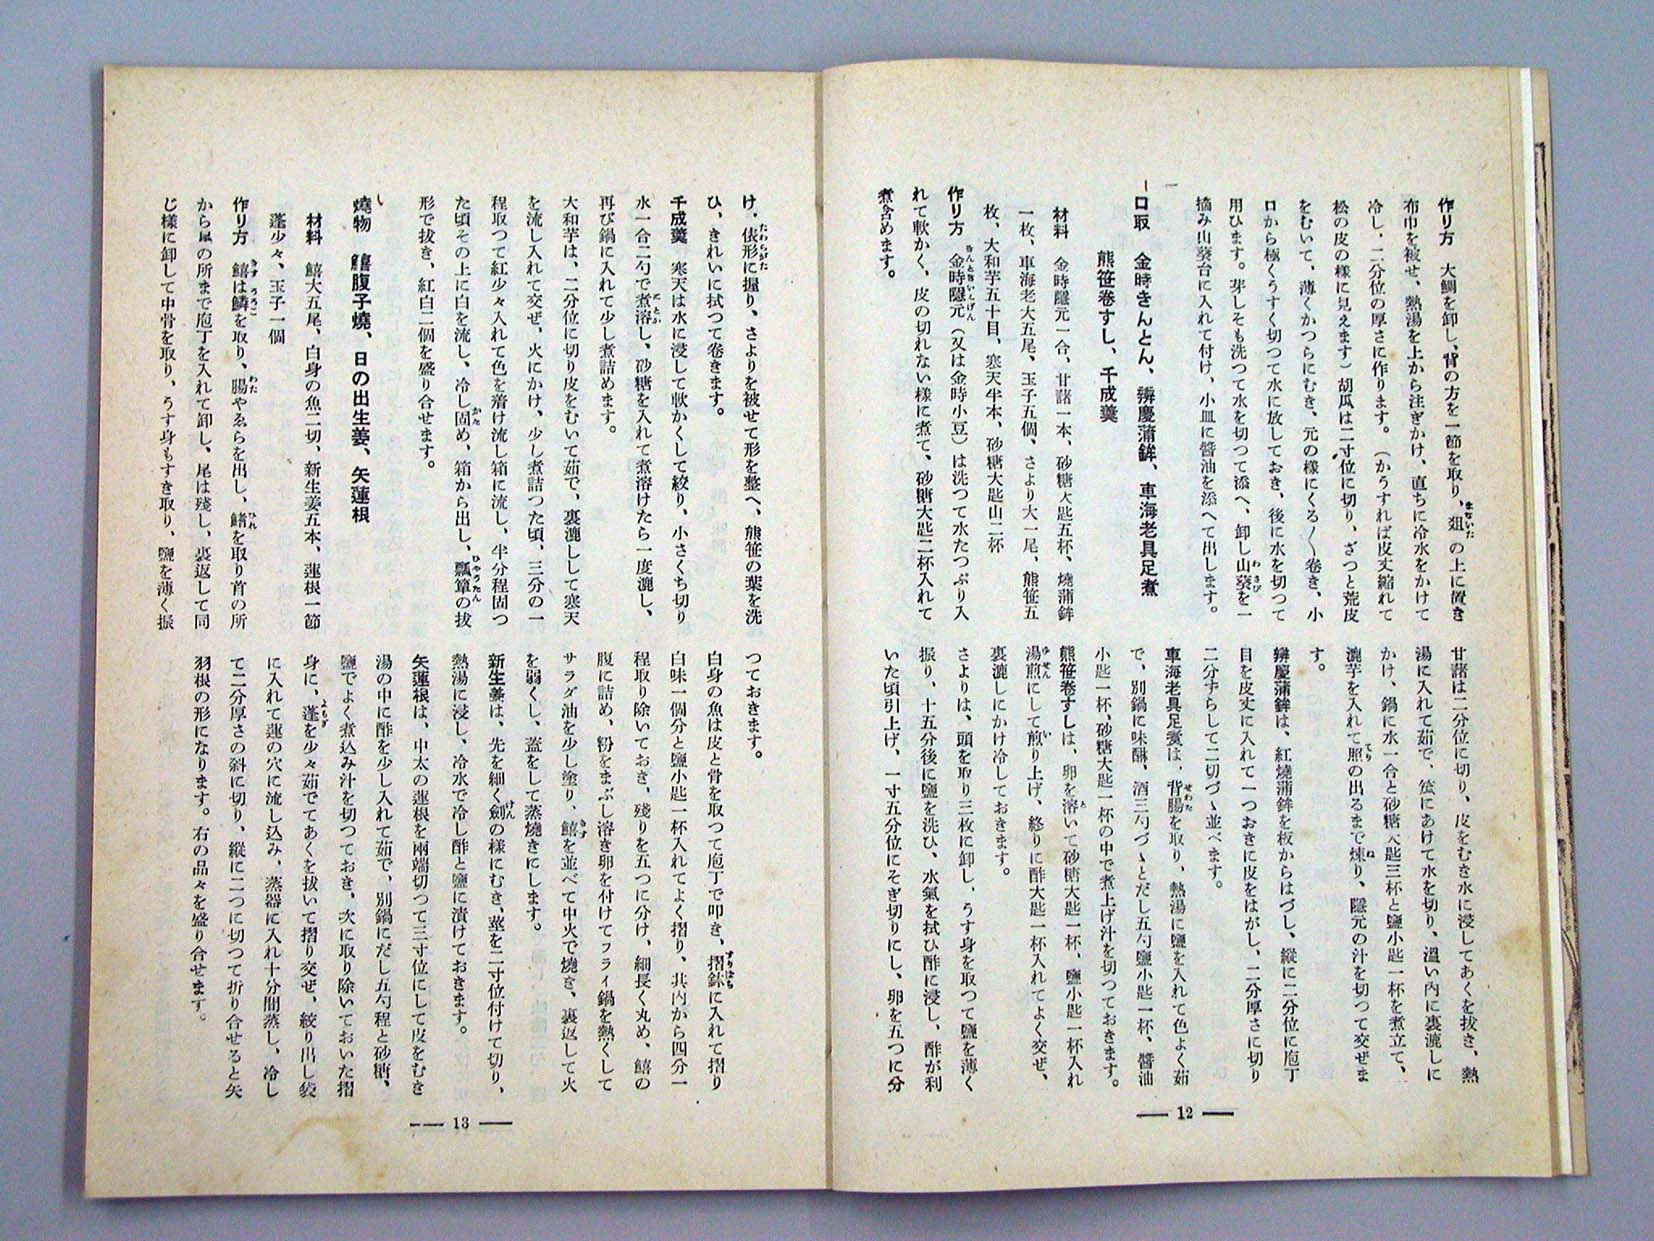 作り方　大鯛を卸し、背の方を一節を取り、俎の上に置き
布巾を被せ、熱湯を上から注ぎかけ、直ちに冷水をかけて
冷し、二分位の厚さに作ります。（かうすれば皮丈縮れて
松の皮の様に見えます）胡瓜は二寸位に切り、ざつと荒皮
をむいて、薄くかつらにむき、元の様にくる〱巻き、小
口から極くうすく切つて水に放しておき、後に水を切つて
用ひます。芽しそも洗つて水を切つて添へ、卸し山葵を一
摘み山葵台に入れて付け、小皿に醤油を添へて出します。
口取　金時きんとん、辨慶蒲鉾、車海老具足煮
熊笹卷すし、千成羹
材料　金時隱元一合、甘藷一本、砂糖大匙五杯、燒蒲鉾
一枚、車海老大五尾、玉子五個、さより大一尾、熊笹五
枚、大和芋五十目、寒天半本、砂糖大匙山二杯
作り方　金時隱元（又は金時小豆）は洗つて水たつぷり入
れて軟かく、皮の切れない様に煮て、砂糖大匙二杯入れて
煮含めます。
甘藷は二分位に切り、皮をむき水に浸してあくを抜き、熱
湯に入れて茹で、笊にあけて水を切り、溫い内に裏漉しに
かけ、鍋に水一合と砂糖大匙三杯と鹽小匙一杯を煮立て、
漉芋を入れて照の出るまで煉り、隱元の汁を切つて交ぜま
す。
辨慶蒲鉾は、紅燒蒲鉾を板からはづし、縱に二分位に庖丁
目を皮丈に入れて一つおきに皮をはがし、二分厚さに切り
二分ずらして二切づゝ並べます。
車海老具足煮は、背腸を取り、熱湯に鹽を入れて色よく茹
で、別鍋に味醂、酒三勺づゝとだし五勺鹽小匙一杯、醤油
小匙一杯、砂糖大匙一杯の中で煮上げ汁を切つておきます。
熊笹卷すしは、卵を溶いて砂糖大匙一杯、鹽小匙一杯入れ
湯煎にして煎り上げ、終りに酢大匙一杯入れてよく交ぜ、
裏漉しにかけ冷しておきます。
さよりは、頭を取り三枚に卸し、うす身を取つて鹽を薄く
振り、十五分後に鹽を洗ひ、水氣を拭ひ酢に浸し、酢が利
いた頃引上げ、一寸五分位にそぎ切りにし、卵を五つに分
12
け、俵形に握り、さよりを被せて形を整へ、熊笹の葉を洗
ひ、きれいに拭つて卷きます。
千成羹　寒天は水に浸して軟かくして絞り、小さくち切り
水一合二勺で煮溶し、砂糖を入れて煮溶けたら一度漉し、
再び鍋に入れて少し煮詰めます。
大和芋は、二分位に切り皮をむいて茹で、裏漉しして寒天
を流し入れて交ぜ、火にかけ、少し煮詰つた頃、三分の一
程取つて紅少々入れて色を着け流し箱に流し、半分程固つ
た頃その上に白を流し、冷し固め、箱から出し、瓢簞の拔
形で抜き、紅白二個を盛り合せます。
燒物　鱚腹子燒、日の出生姜、矢蓮根
材料　鱚大五尾、白身の魚二切、新生姜五本、蓮根一節
蓬少々、玉子一個
作り方　鱚は鱗を取り、腸やゑらを出し、鰭を取り首の所
から尾の所まで庖丁を入れて卸し、尾は殘し、裏返して同
じ様に卸して中骨を取り、うす身もすき取り、鹽を薄く振
つておきます。
白身の魚は皮と骨を取つて庖丁で叩き、摺鉢に入れて摺り
白味一個分と鹽小匙一杯入れてよく摺り、其内から四分一
程取り除いておき、殘りを五つに分け、細長く丸め、鱚の
腹に詰め、粉をまぶし溶き卵を付けてフライ鍋を熱くして
サラダ油を少し塗り、鱚を並べて中火で燒き、裏返して火
を弱くし、蓋をして蒸燒きにします。
新生姜は、先を細く劍の様にむき、莖を二寸位付けて切り、
熱湯に浸し、冷水で冷し酢と鹽に漬けておきます。
矢蓮根は、中太の蓮根を兩端切つて三寸位にして皮をむき
湯の中に酢を少し入れて茹で、別鍋にだし五勺程と砂糖、
鹽でよく煮込み汁を切つておき、次に取り除いておいた摺
身に、蓬を少々茹でてあくを抜いて摺り交ぜ、絞り出し袋
に入れて蓮の穴に流し込み、蒸器に入れ十分間蒸し、冷し
て二分厚さの斜に切り、縱に二つに切つて折り合せると矢
羽根の形になります。右の品々を盛り合せます。
13